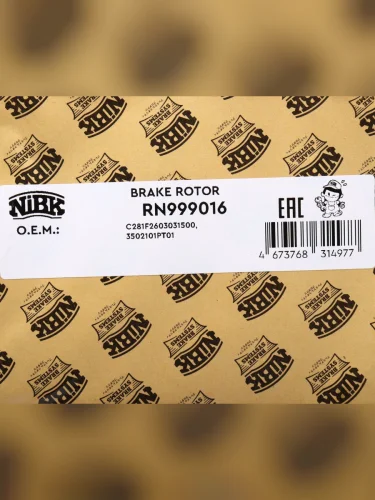 BRAKE ROTOR
NiBK
RN999016
EAC
O.E.M.:
C281F2603031500,
3502101PT01
4 673768 314977
NiBK
BRAKE
SYSTEMS